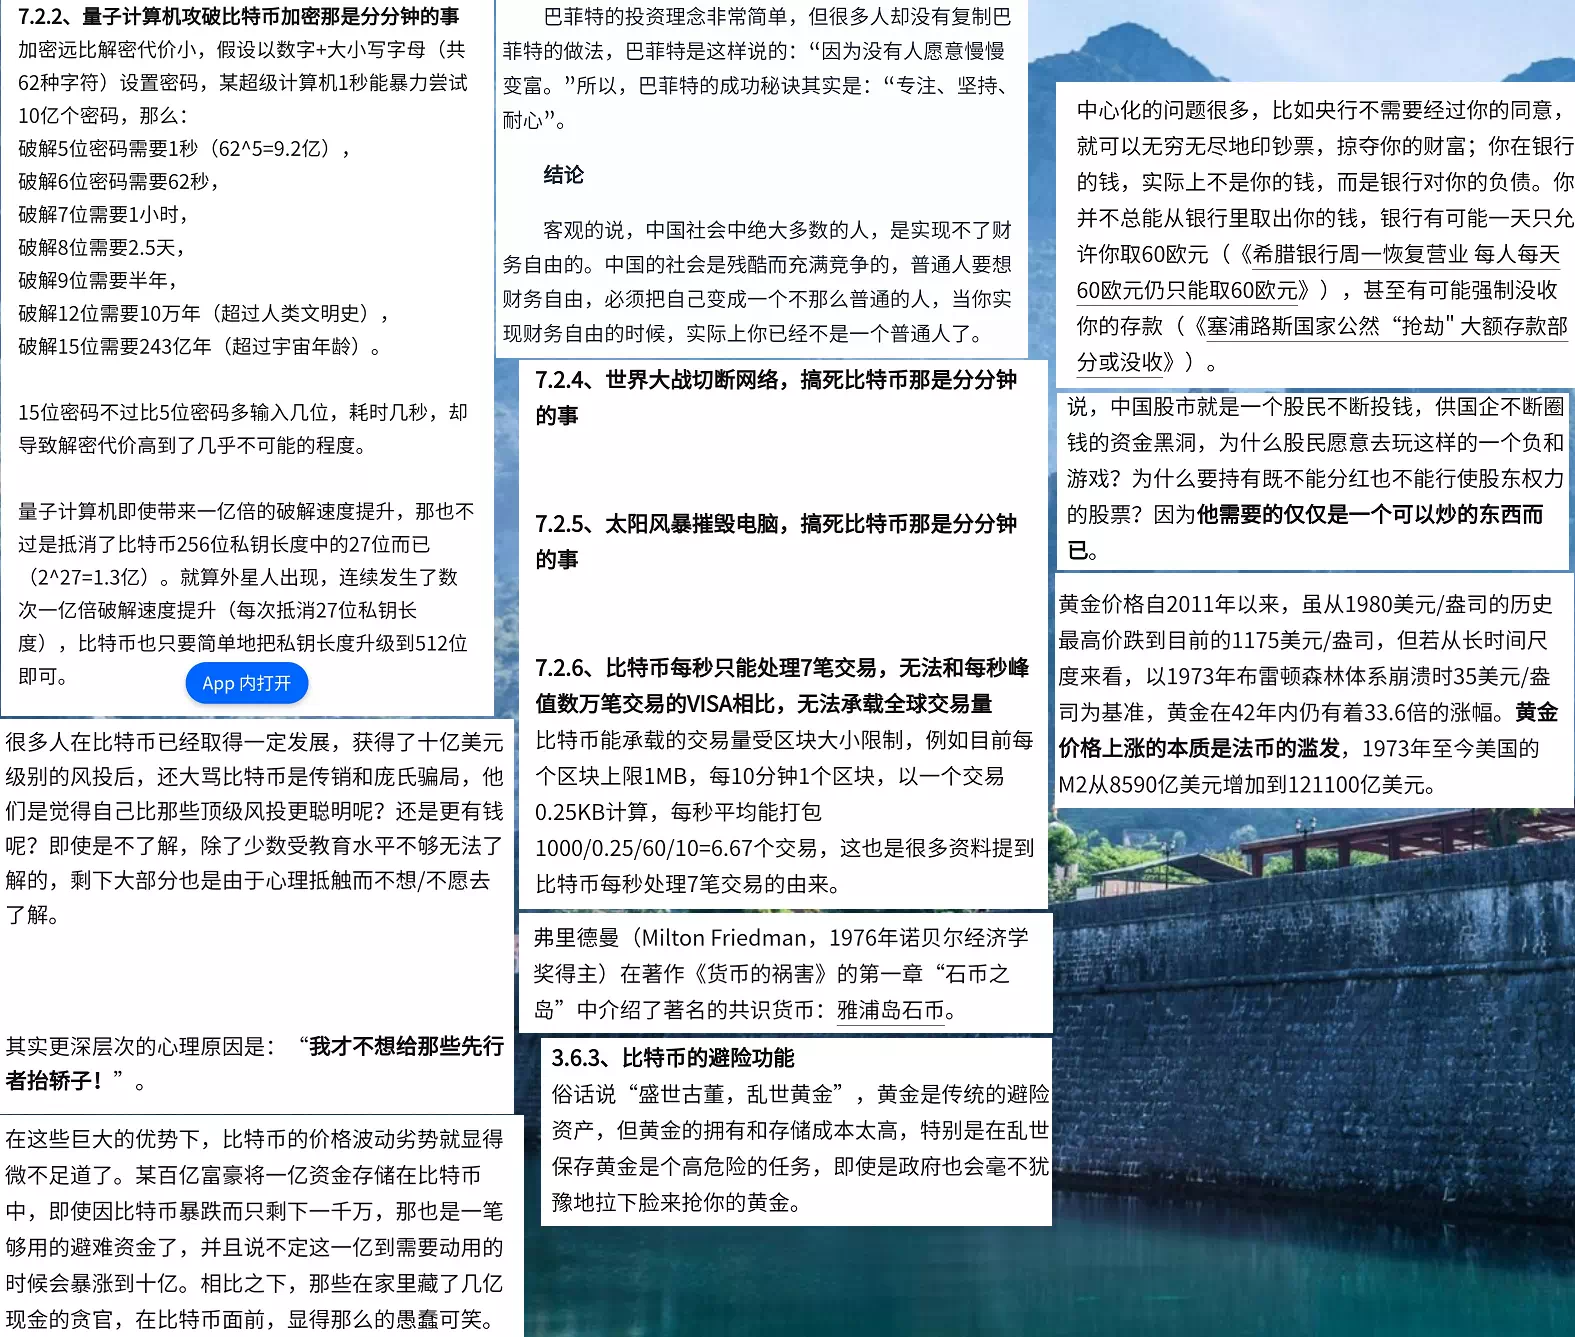 7.2.2、量子计算机攻破比特币加密那是分分钟的事
加密远比解密代价小，假设以数字+大小写字母（共
62种字符）设置密码，某超级计算机1秒能暴力尝试
10亿个密码，那么：
破解5位密码需要1秒（62^5=9.2亿），
破解6位密码需要62秒，
破解7位需要1小时，
破解8位需要2.5天，
破解9位需要半年，
破解12位需要10万年（超过人类文明史），
破解15位需要243亿年（超过宇宙年龄）。
15位密码不过比5位密码多输入几位，耗时几秒，却
导致解密代价高到了几乎不可能的程度。
量子计算机即使带来一亿倍的破解速度提升，那也不
过是抵消了比特币256位私钥长度中的27位而已
（2^27=1.3亿）。就算外星人出现，连续发生了数
次一亿倍破解速度提升（每次抵消27位私钥长
度），比特币也只要简单地把私钥长度升级到512位
即可。
App 内打开
很多人在比特币已经取得一定发展，获得了十亿美元
级别的风投后，还大骂比特币是传销和庞氏骗局，他
们是觉得自己比那些顶级风投更聪明呢？还是更有钱
呢？即使是不了解，除了少数受教育水平不够无法了
解的，剩下大部分也是由于心理抵触而不想/不愿去
了解。
其实更深层次的心理原因是：“我才不想给那些先行
者抬轿子！”。
在这些巨大的优势下，比特币的价格波动劣势就显得
微不足道了。某百亿富豪将一亿资金存储在比特币
中，即使因比特币暴跌而只剩下一千万，那也是一笔
够用的避难资金了，并且说不定这一亿到需要动用的
时候会暴涨到十亿。相比之下，那些在家里藏了几亿
现金的贪官，在比特币面前，显得那么的愚蠢可笑。
巴菲特的投资理念非常简单，但很多人却没有复制巴
菲特的做法，巴菲特是这样说的：“因为没有人愿意慢慢
变富。”所以，巴菲特的成功秘诀其实是：“专注、坚持、
耐心”。
结论
客观的说，中国社会中绝大多数的人，是实现不了财
务自由的。中国的社会是残酷而充满竞争的，普通人要想
财务自由，必须把自己变成一个不那么普通的人，当你实
现财务自由的时候，实际上你已经不是一个普通人了。
7.2.4、世界大战切断网络，搞死比特币那是分分钟
的事
7.2.5、太阳风暴摧毁电脑，搞死比特币那是分分钟
的事
7.2.6、比特币每秒只能处理7笔交易，无法和每秒峰
值数万笔交易的VISA相比，无法承载全球交易量
比特币能承载的交易量受区块大小限制，例如目前每
个区块上限1MB，每10分钟1个区块，以一个交易
0.25KB计算，每秒平均能打包
1000/0.25/60/10=6.67个交易，这也是很多资料提到
比特币每秒处理7笔交易的由来。
弗里德曼（Milton Friedman，1976年诺贝尔经济学
奖得主）在著作《货币的祸害》的第一章“石币之
岛”中介绍了著名的共识货币：雅浦岛石币。
3.6.3、比特币的避险功能
俗话说“盛世古董，乱世黄金”，黄金是传统的避险
资产，但黄金的拥有和存储成本太高，特别是在乱世
保存黄金是个高危险的任务，即使是政府也会毫不犹
豫地拉下脸来抢你的黄金。
中心化的问题很多，比如央行不需要经过你的同意，
就可以无穷无尽地印钞票，掠夺你的财富；你在银行
的钱，实际上不是你的钱，而是银行对你的负债。你
并不总能从银行里取出你的钱，银行有可能一天只允
许你取60欧元（《希腊银行周一恢复营业 每人每天
60欧元仍只能取60欧元》），甚至有可能强制没收
你的存款（《塞浦路斯国家公然“抢劫" 大额存款部
分或没收》）。
说，中国股市就是一个股民不断投钱，供国企不断圈
钱的资金黑洞，为什么股民愿意去玩这样的一个负和
游戏？为什么要持有既不能分红也不能行使股东权力
的股票？因为他需要的仅仅是一个可以炒的东西而
已。
黄金价格自2011年以来，虽从1980美元/盎司的历史
最高价跌到目前的1175美元/盎司，但若从长时间尺
度来看，以1973年布雷顿森林体系崩溃时35美元/盎
司为基准，黄金在42年内仍有着33.6倍的涨幅。黄金
价格上涨的本质是法币的滥发，1973年至今美国的
M2从8590亿美元增加到121100亿美元。